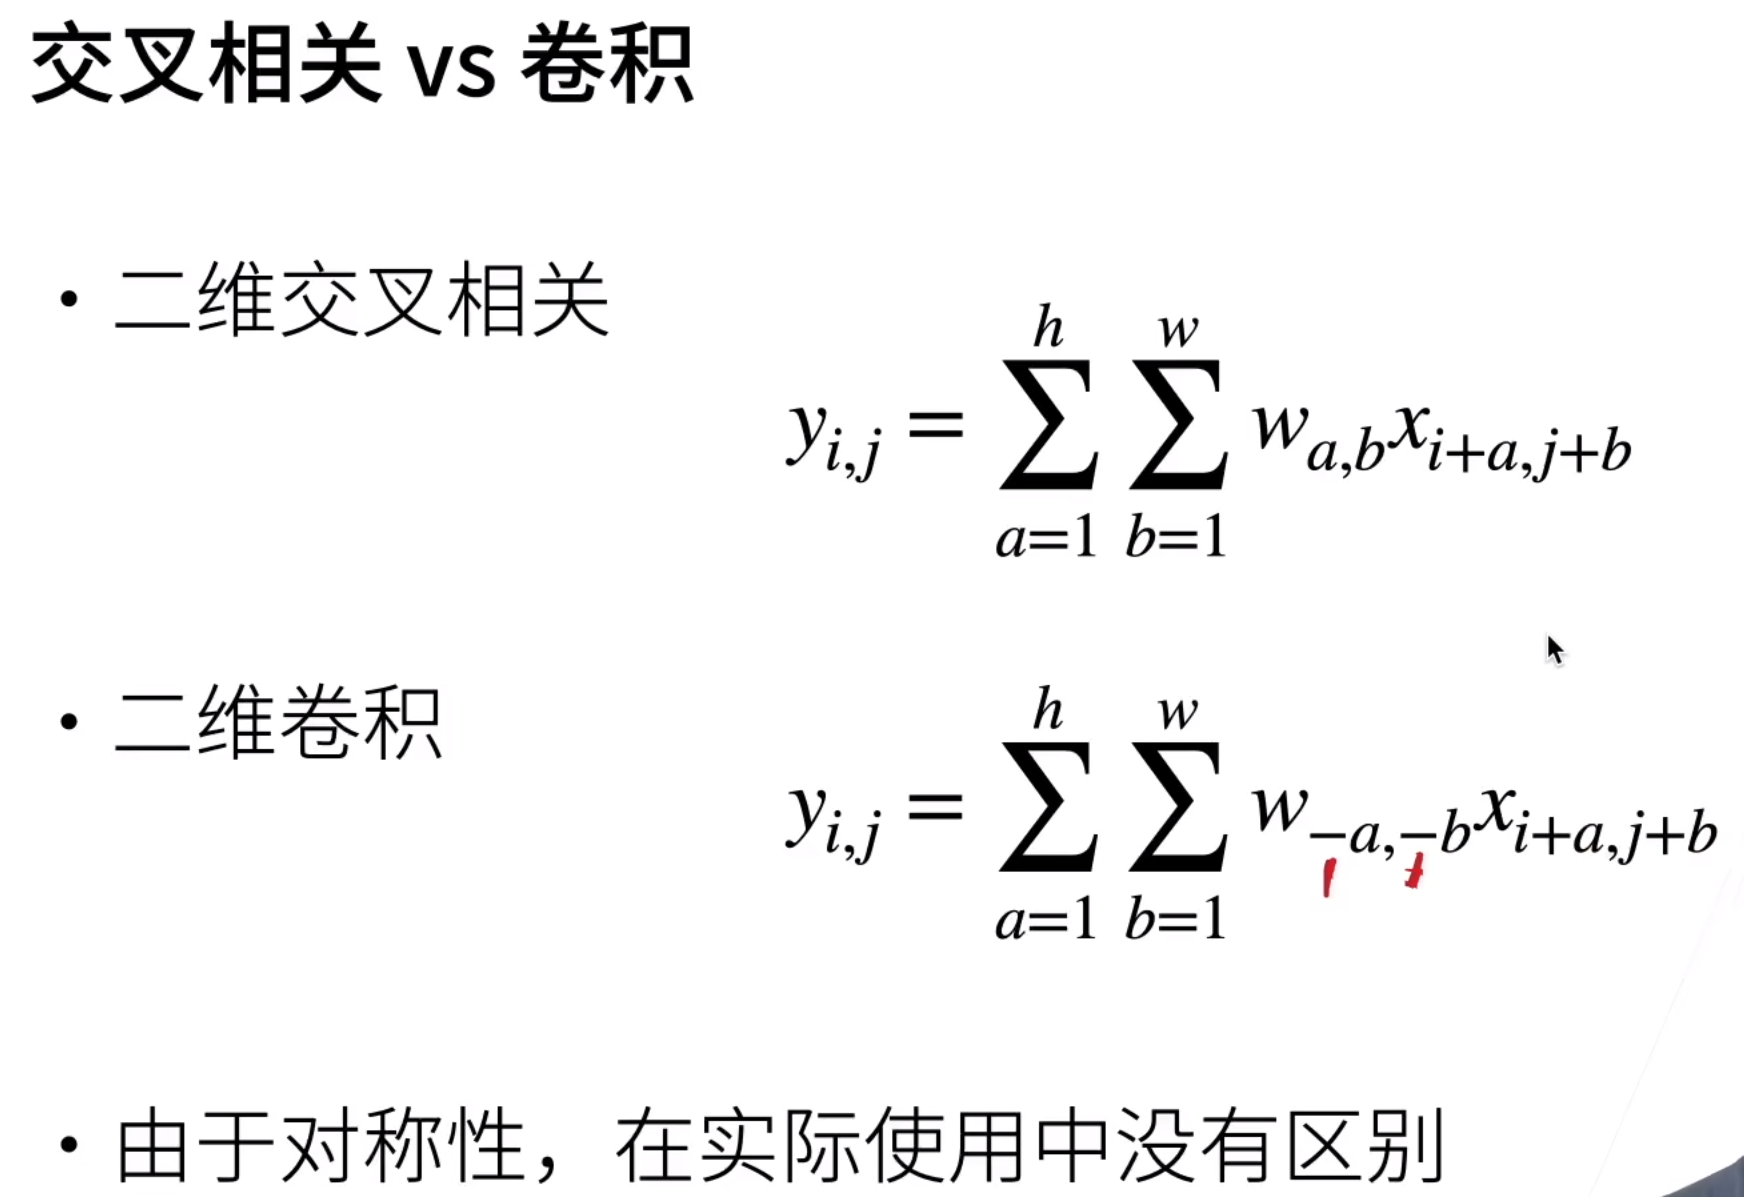 交叉相关 vs 卷积
• 二维交叉相关
y_{i,j} = \sum_{a=1}^{h} \sum_{b=1}^{w} w_{a,b} x_{i+a,j+b}
• 二维卷积
y_{i,j} = \sum_{a=1}^{h} \sum_{b=1}^{w} w_{-a,-b} x_{i+a,j+b}
• 由于对称性，在实际使用中没有区别